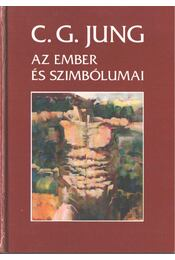 C. G. JUNG
AZ EMBER
ÉS SZIMBÓLUMAI